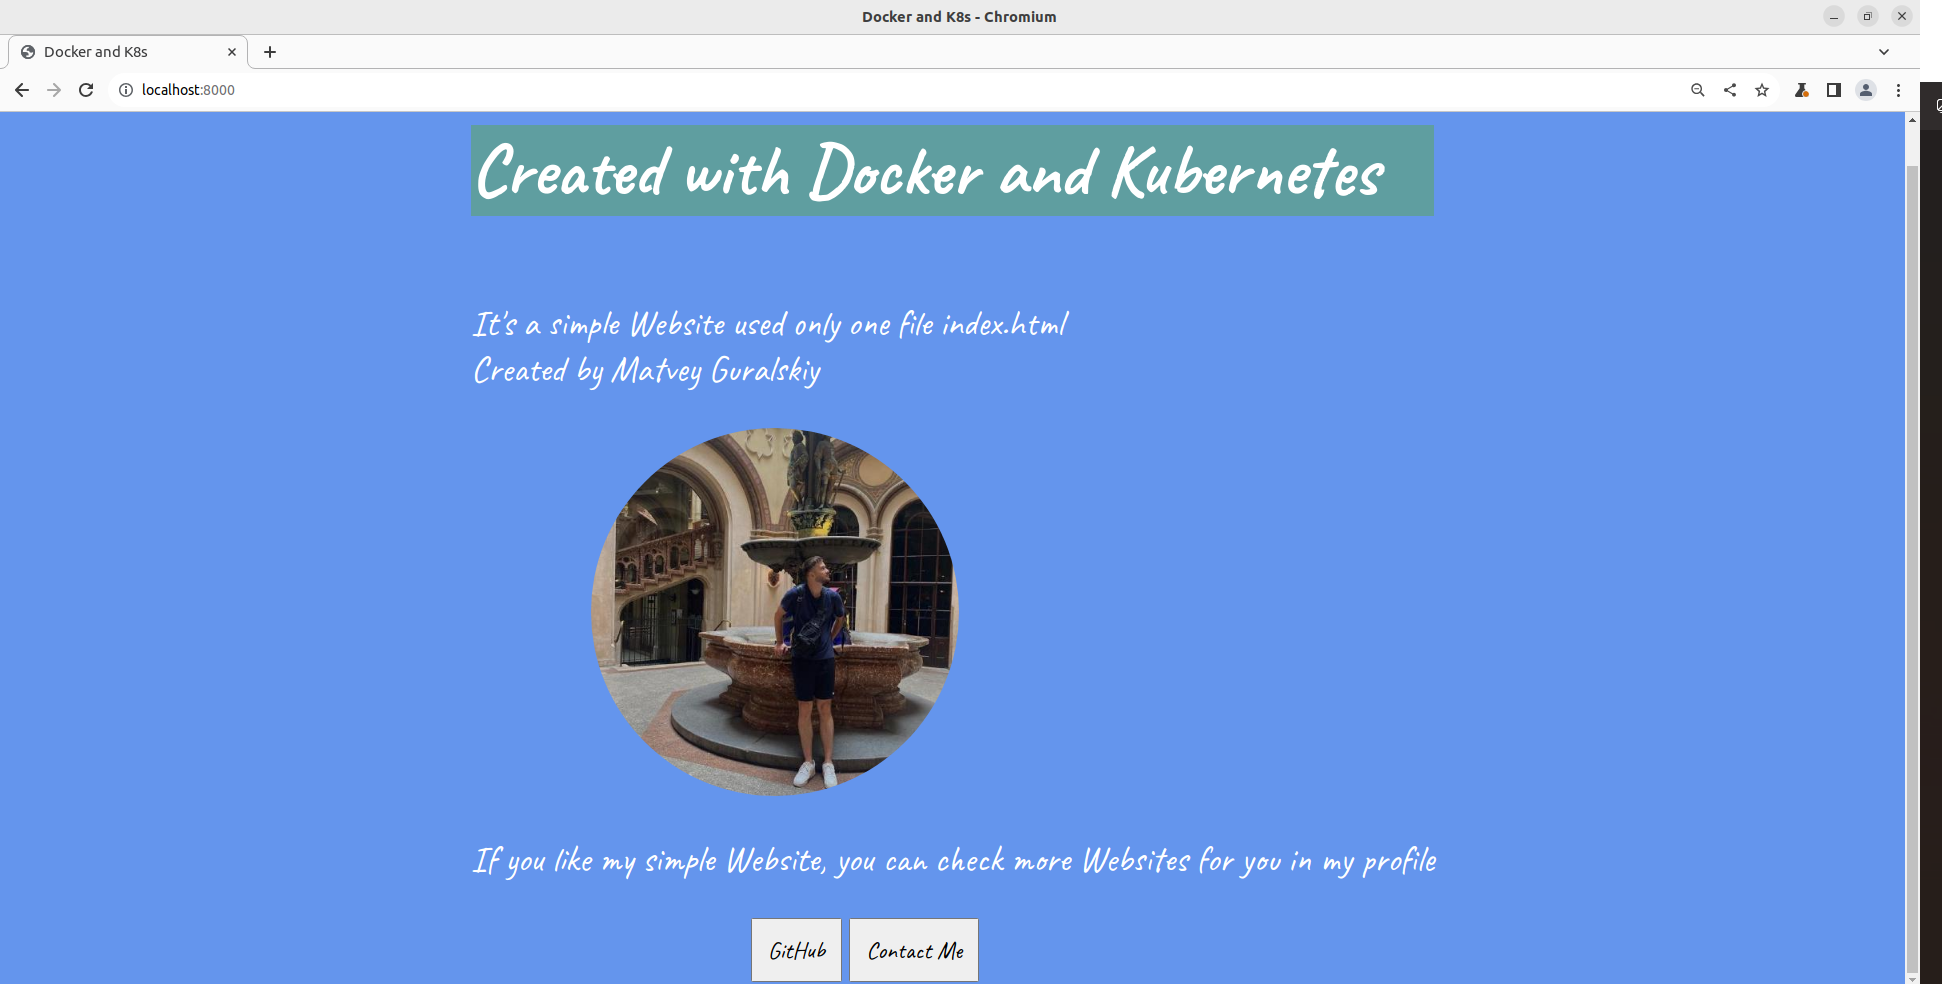 Docker and K8s - Chromium
Docker and K8s
localhost:8000
Created with Docker and Kubernetes
It's a simple Website used only one file index.html
Created by Matvey Guralskiy
If you like my simple Website, you can check more Websites for you in my profile
GitHub
Contact Me